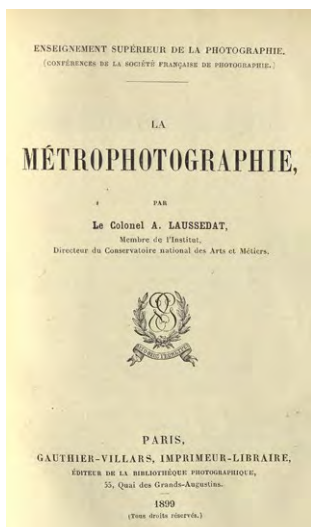 ENSEIGNEMENT SUPÉRIEUR DE LA PHOTOGRAPHIE.
(CONFÉRENCES DE LA SOCIÉTÉ FRANÇAISE DE PHOTOGRAPHIE.)
LA
MÉTROPHOTOGRAPHIE,
PAR
Le Colonel A. LAUSSEDAT,
Membre de l'Institut,
Directeur du Conservatoire national des Arts et Métiers.
PARIS,
GAUTHIER-VILLARS, IMPRIMEUR-LIBRAIRE,
ÉDITEUR DE LA BIBLIOTHÈQUE PHOTOGRAPHIQUE,
55, Quai des Grands-Augustins.
1899
(Tous droits réservés.)